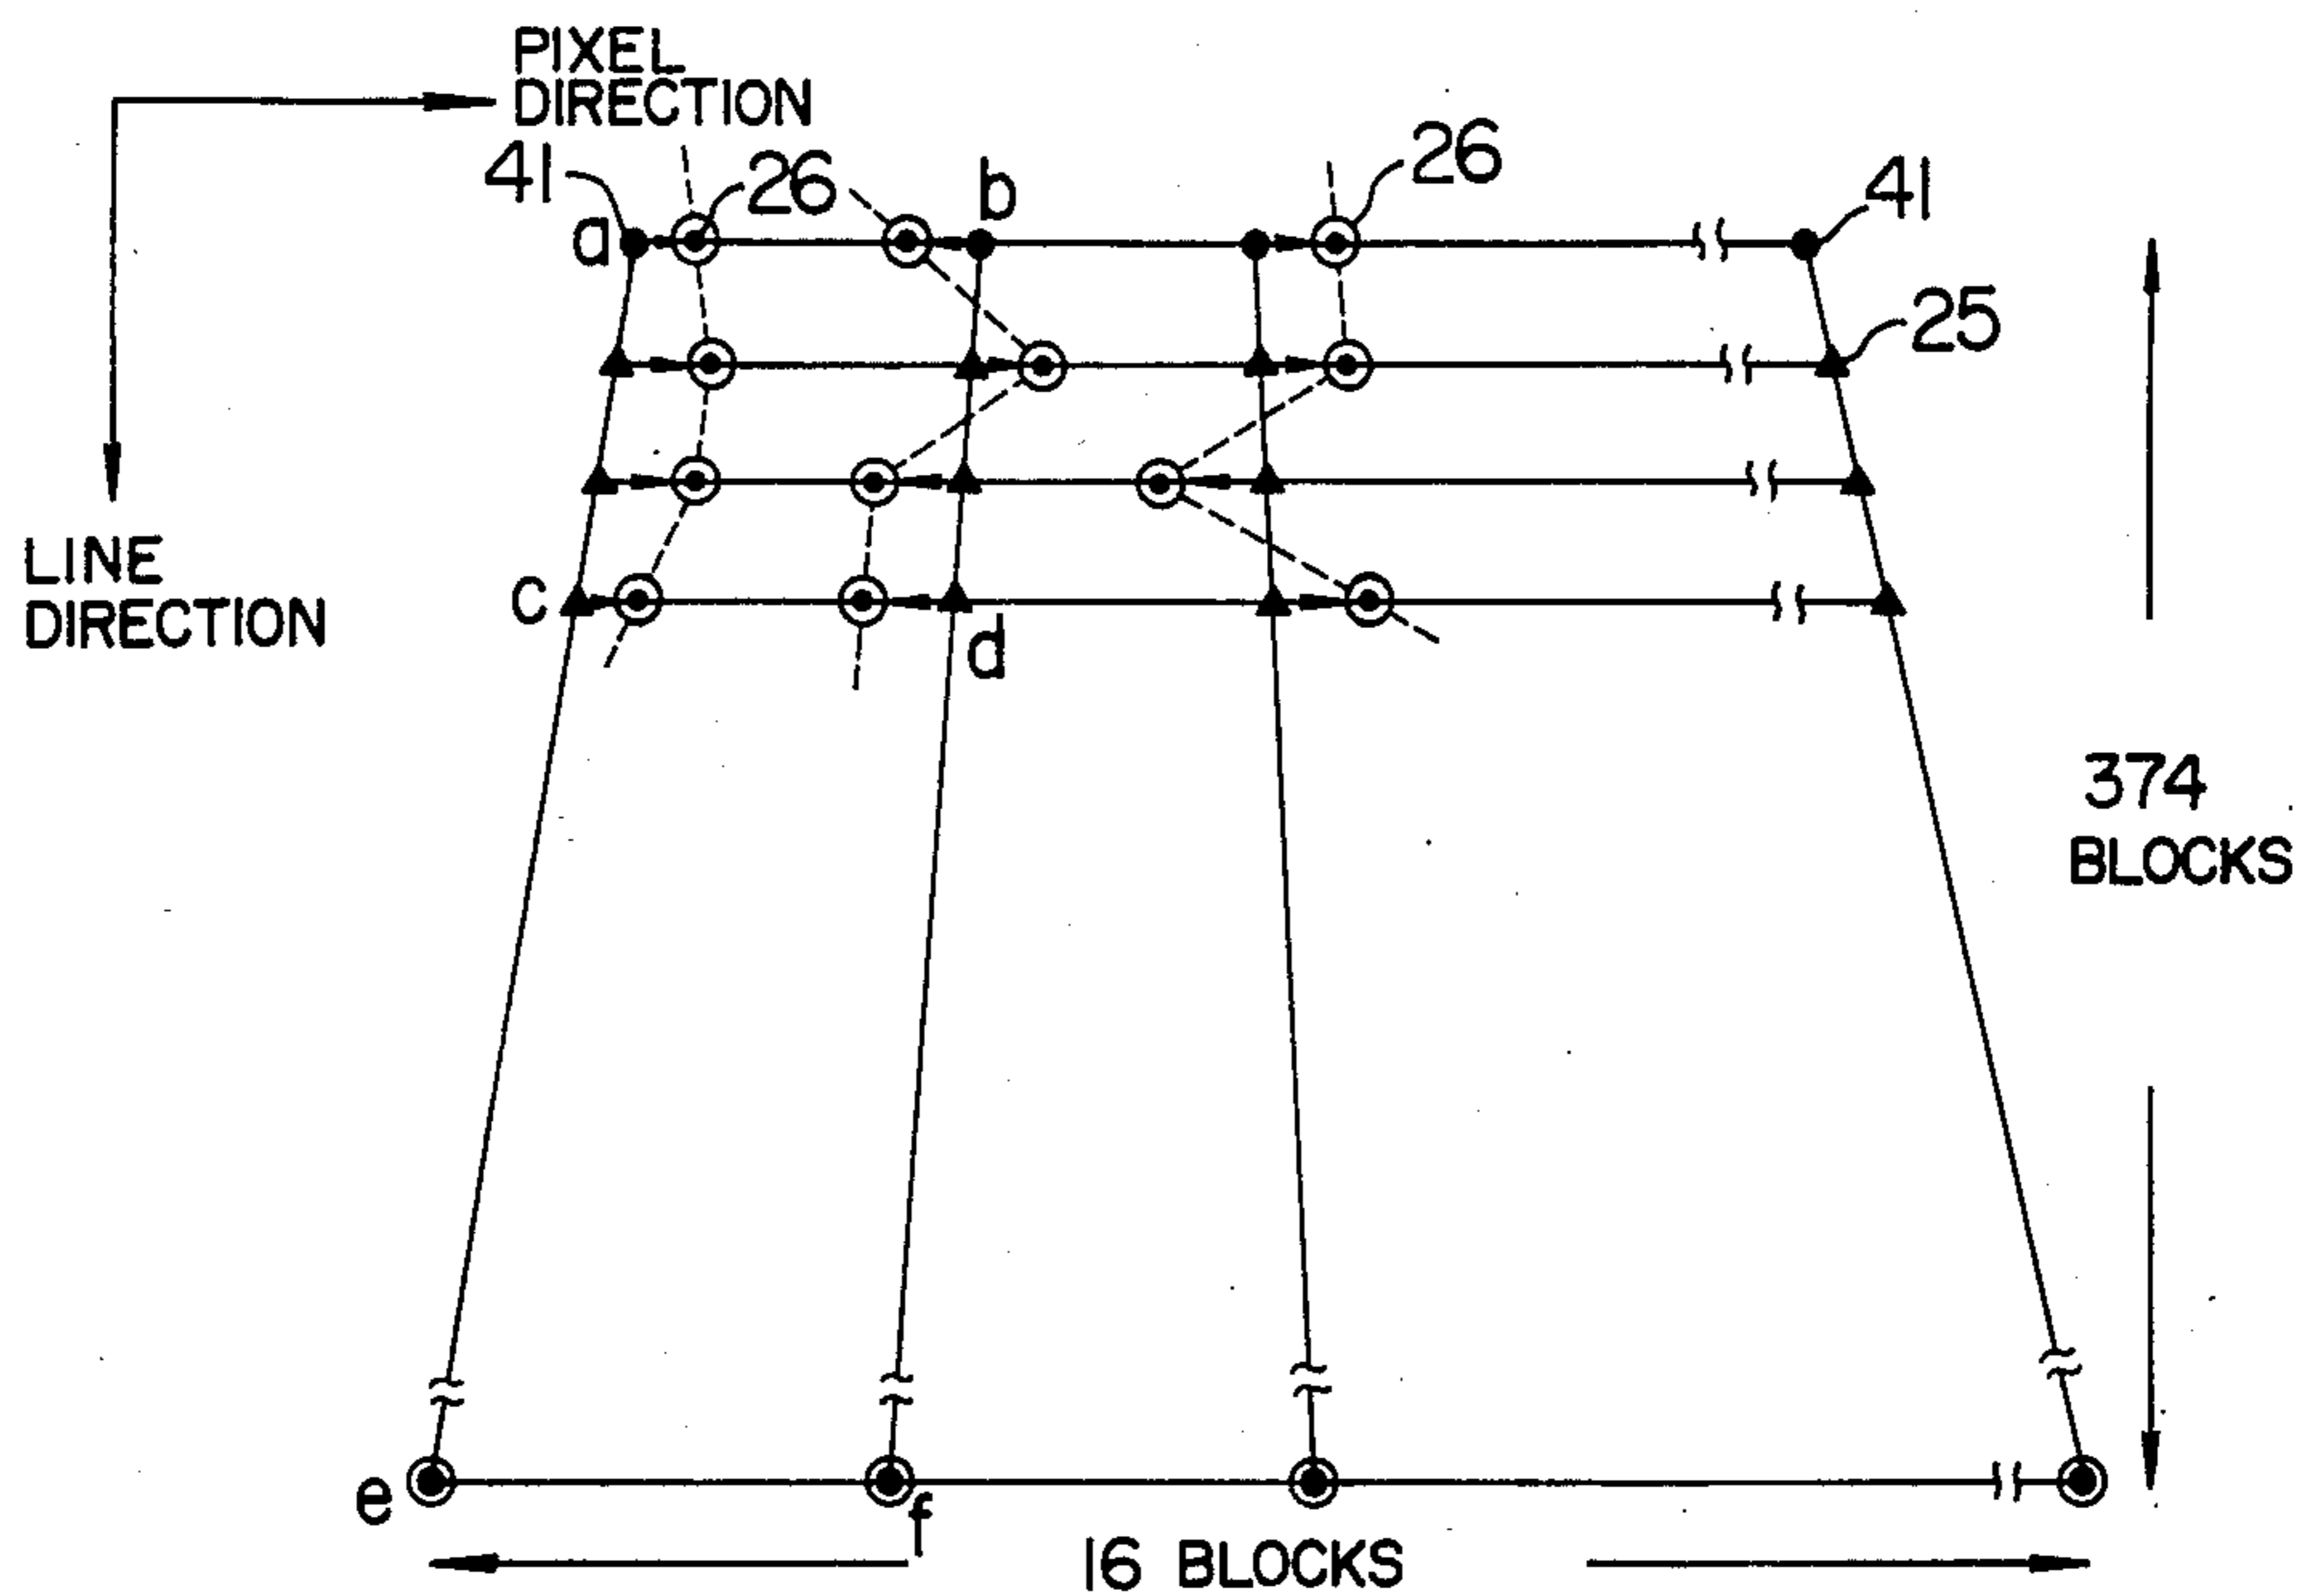 PIXEL
DIRECTION
41
26
b
26
41
a
25
LINE
DIRECTION
c
d
374
BLOCKS
e
f
16 BLOCKS